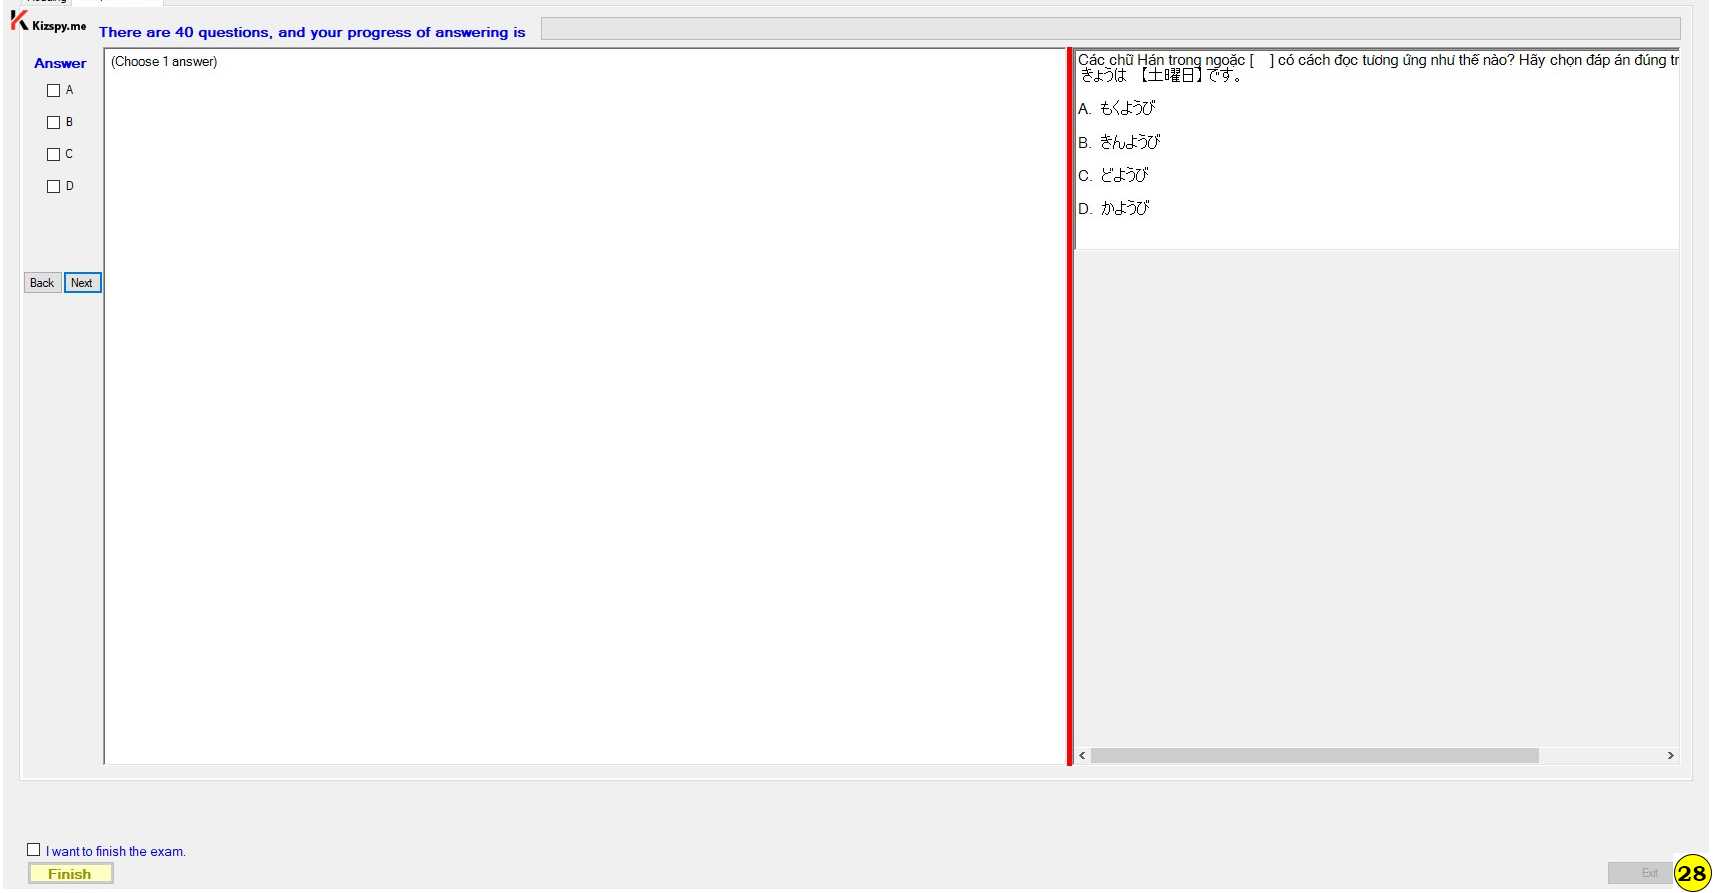 Kizspy.me
There are 40 questions, and your progress of answering is
Answer
A
B
C
D
Back
Next
(Choose 1 answer)
Các chữ Hán trong ngoặc [ ] có cách đọc tương ứng như thế nào? Hãy chọn đáp án đúng tr
きょうは 【土曜日】です。
A. もくようび
B. きんようび
C. どようび
D. かようび
I want to finish the exam.
Finish
Exit
28